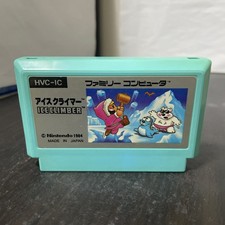 HVC-IC
ファミリー コンピュータ
アイスクライマー
ICE CLIMBER
© Nintendo 1984
MADE IN JAPAN